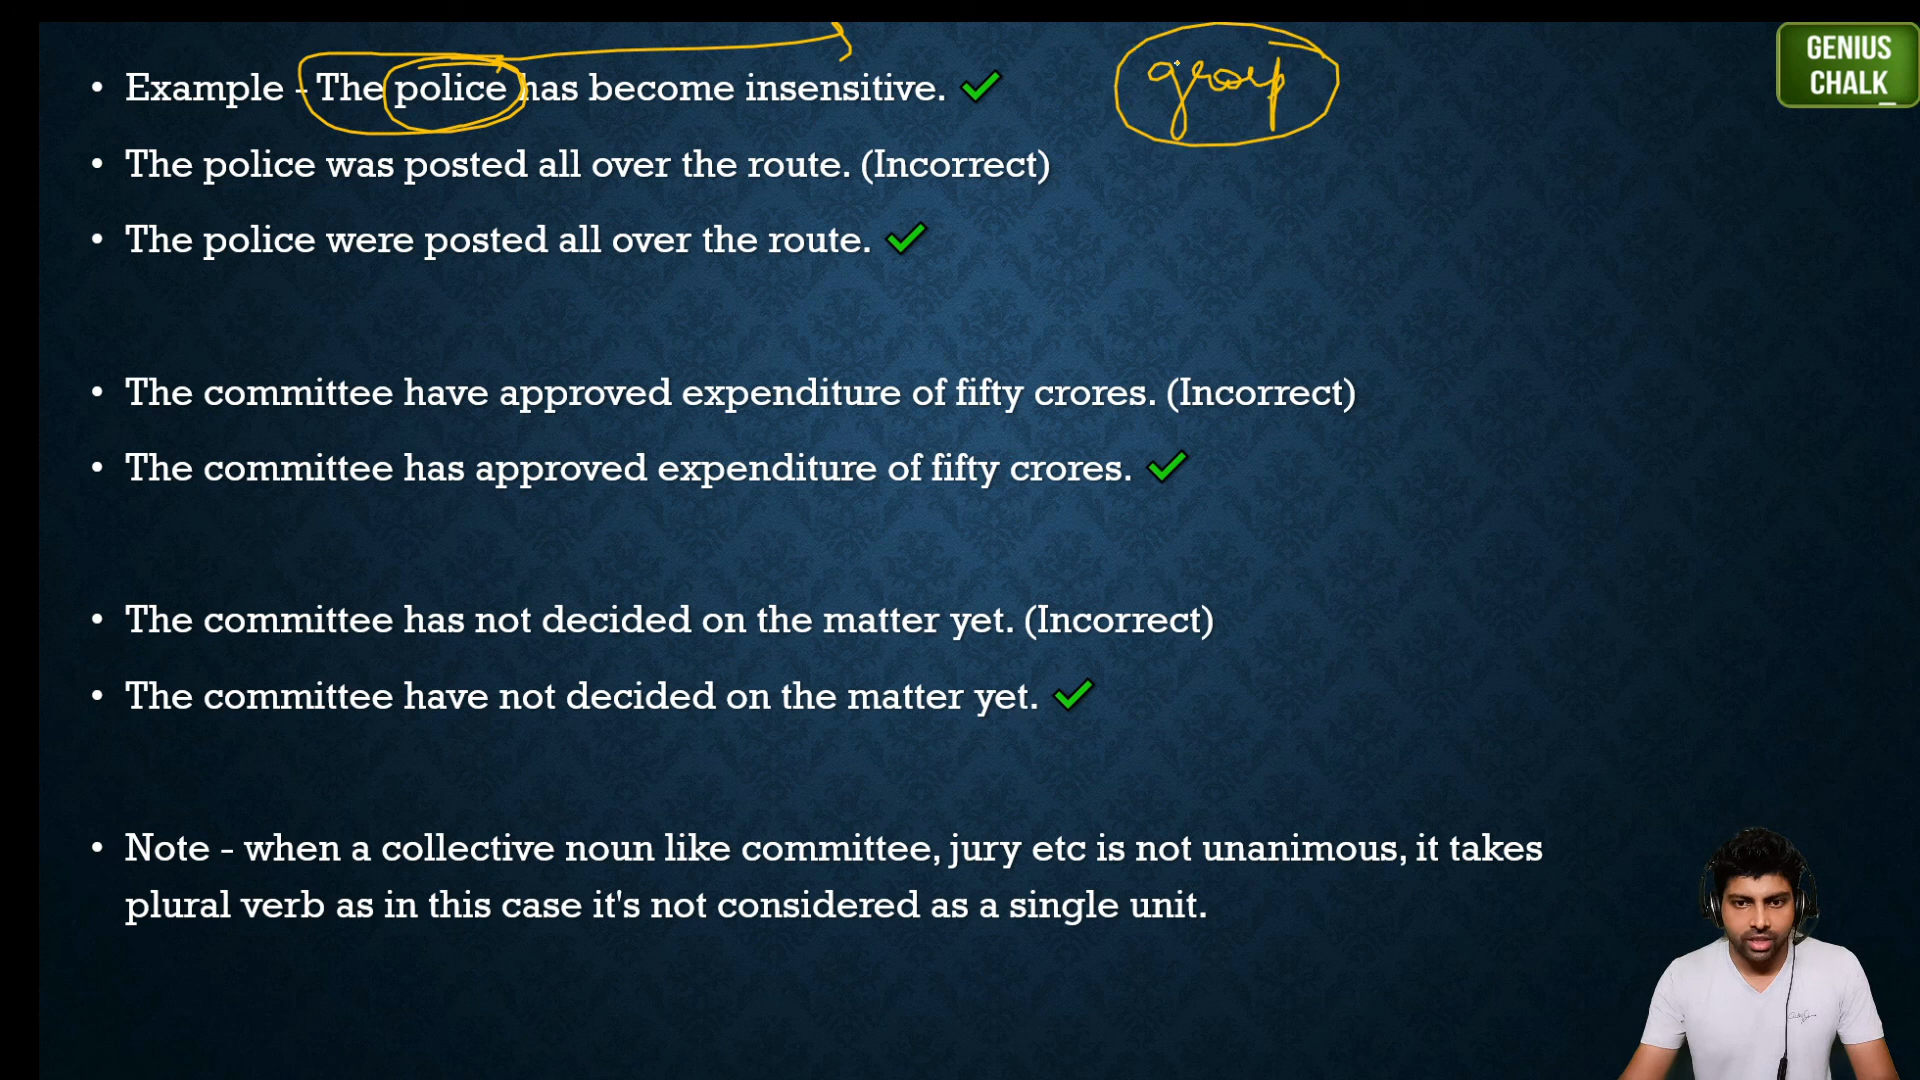 • Example - The police has become insensitive.
group
GENIUS
CHALK
• The police was posted all over the route. (Incorrect)
• The police were posted all over the route.
• The committee have approved expenditure of fifty crores. (Incorrect)
• The committee has approved expenditure of fifty crores.
• The committee has not decided on the matter yet. (Incorrect)
• The committee have not decided on the matter yet.
• Note - when a collective noun like committee, jury etc is not unanimous, it takes
plural verb as in this case it's not considered as a single unit.